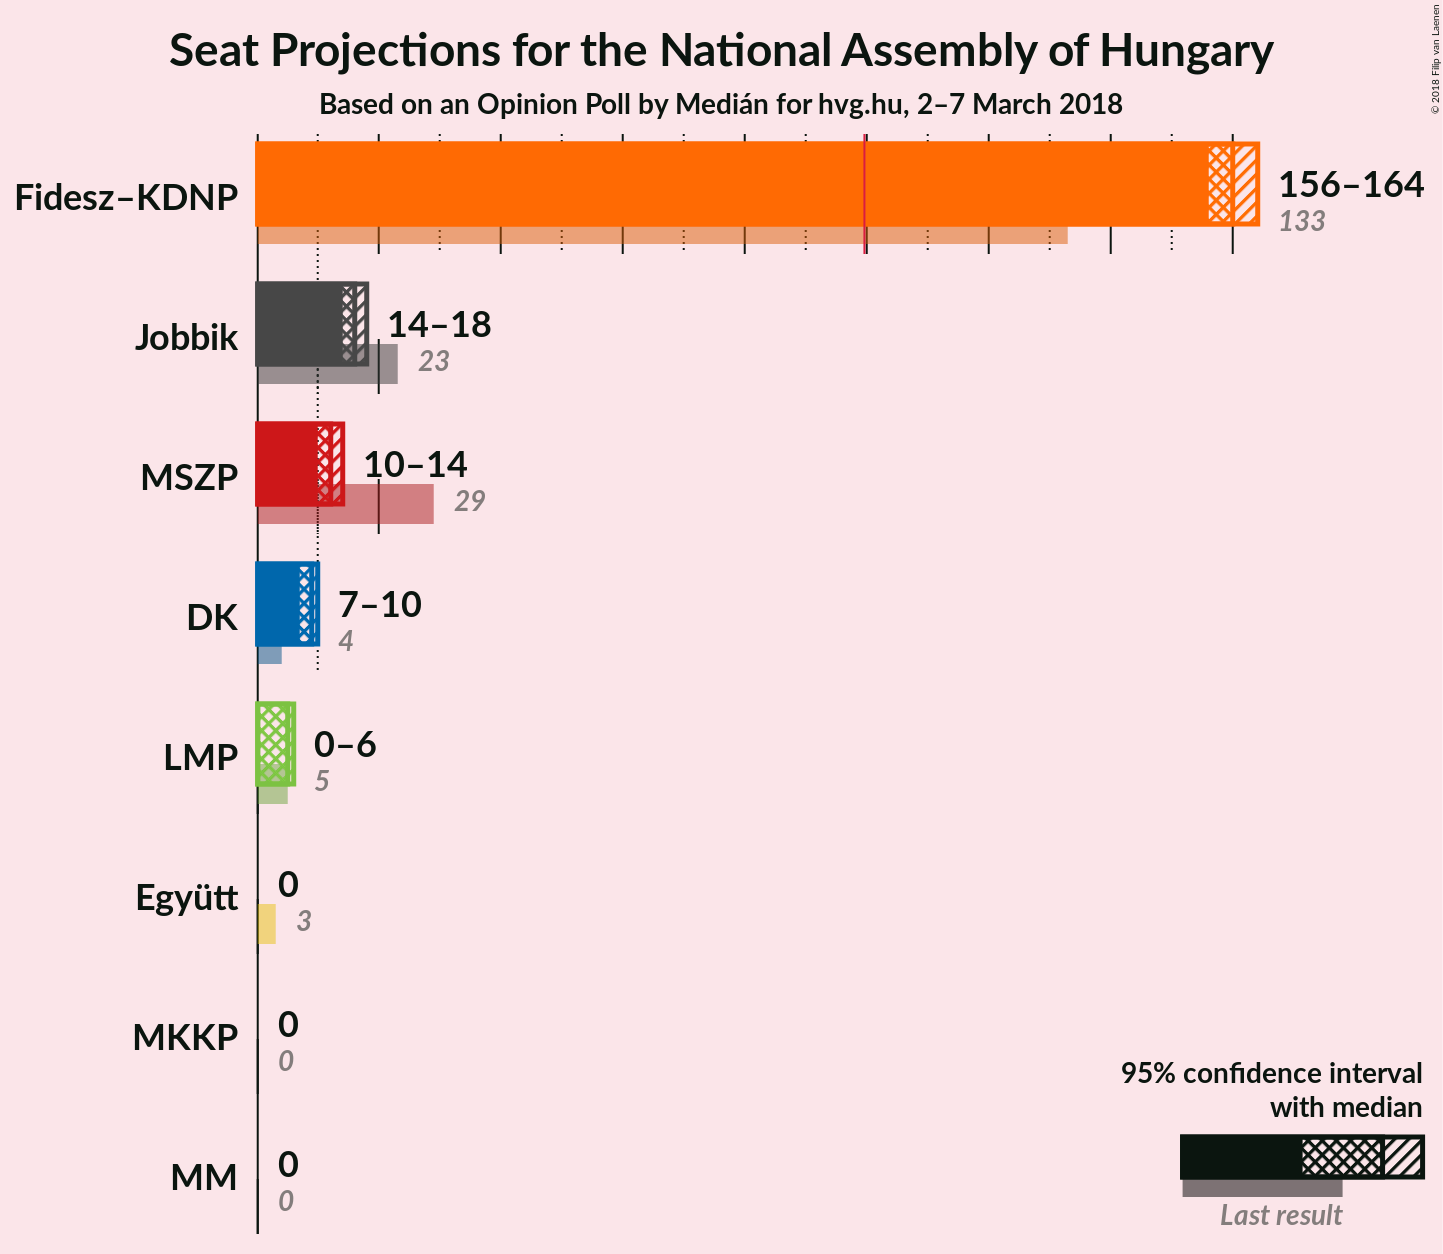 Seat Projections for the National Assembly of Hungary
Based on an Opinion Poll by Medián for hvg.hu, 2–7 March 2018
© 2018 Filip van Laenen
Fidesz–KDNP
156–164
133
Jobbik
14–18
23
MSZP
10–14
29
DK
7–10
4
LMP
0–6
5
Együtt
0
3
MKKP
0
0
MM
0
0
95% confidence interval
with median
Last result